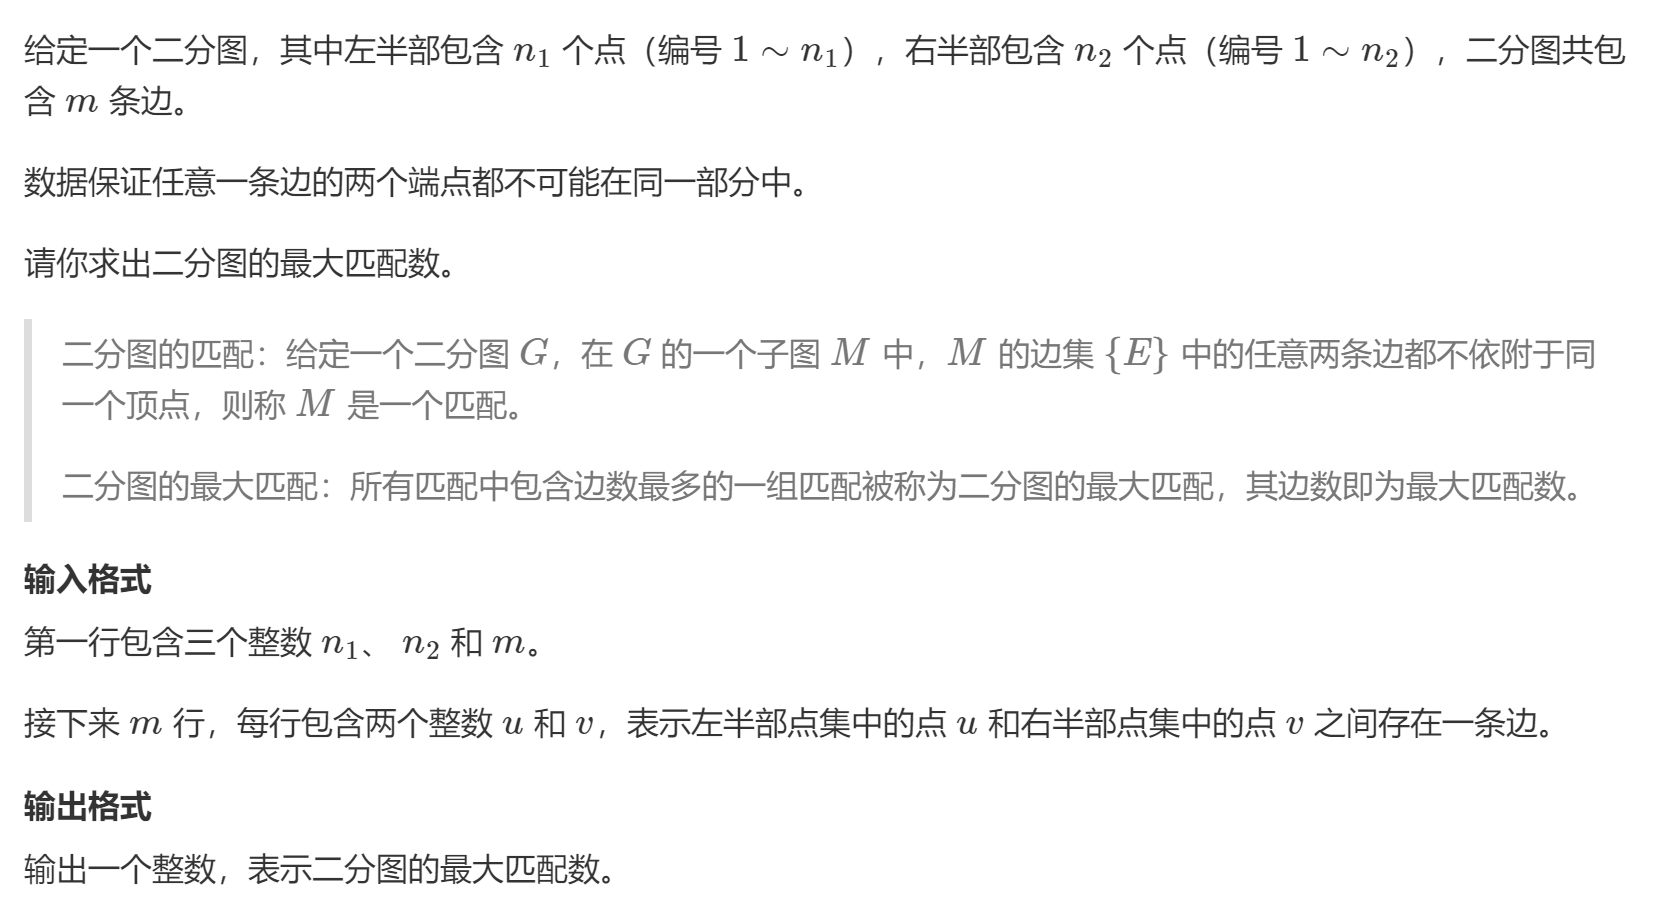 给定一个二分图，其中左半部包含 n₁ 个点（编号 1 ∼ n₁），右半部包含 n₂ 个点（编号 1 ∼ n₂），二分图共包
含 m 条边。
数据保证任意一条边的两个端点都不可能在同一部分中。
请你求出二分图的最大匹配数。
二分图的匹配：给定一个二分图 G，在 G 的一个子图 M 中，M 的边集 {E} 中的任意两条边都不依附于同
一个顶点，则称 M 是一个匹配。
二分图的最大匹配：所有匹配中包含边数最多的一组匹配被称为二分图的最大匹配，其边数即为最大匹配数。
输入格式
第一行包含三个整数 n₁、 n₂ 和 m。
接下来 m 行，每行包含两个整数 u 和 v，表示左半部点集中的点 u 和右半部点集中的点 v 之间存在一条边。
输出格式
输出一个整数，表示二分图的最大匹配数。